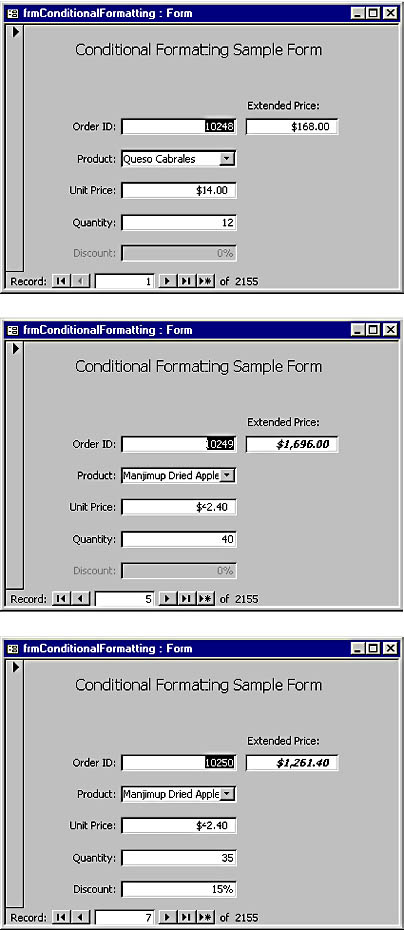 frmConditionalFormatting : Form
Conditional Formatting Sample Form
Extended Price:
Order ID: 10248 $168.00
Product: Queso Cabrales
Unit Price: $14.00
Quantity: 12
Discount: 0%
Record: 1 of 2155
frmConditionalFormatting : Form
Conditional Formatting Sample Form
Extended Price:
Order ID: 10249 $1,696.00
Product: Manjimup Dried Apple
Unit Price: $42.40
Quantity: 40
Discount: 0%
Record: 5 of 2155
frmConditionalFormatting : Form
Conditional Formatting Sample Form
Extended Price:
Order ID: 10250 $1,261.40
Product: Manjimup Dried Apple
Unit Price: $42.40
Quantity: 35
Discount: 15%
Record: 7 of 2155